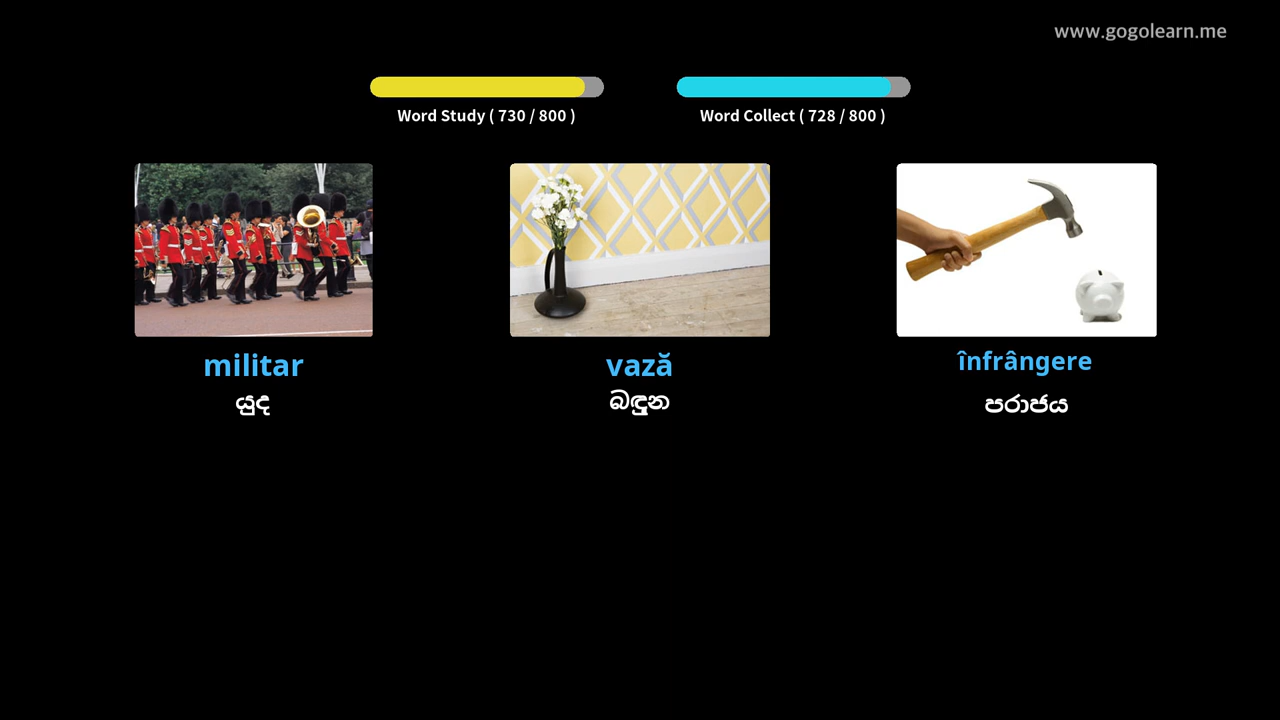 www.gogolearn.me
Word Study ( 730 / 800 )
Word Collect ( 728 / 800 )
militar
යුද
vază
බඳුන
înfrângere
පරාජය